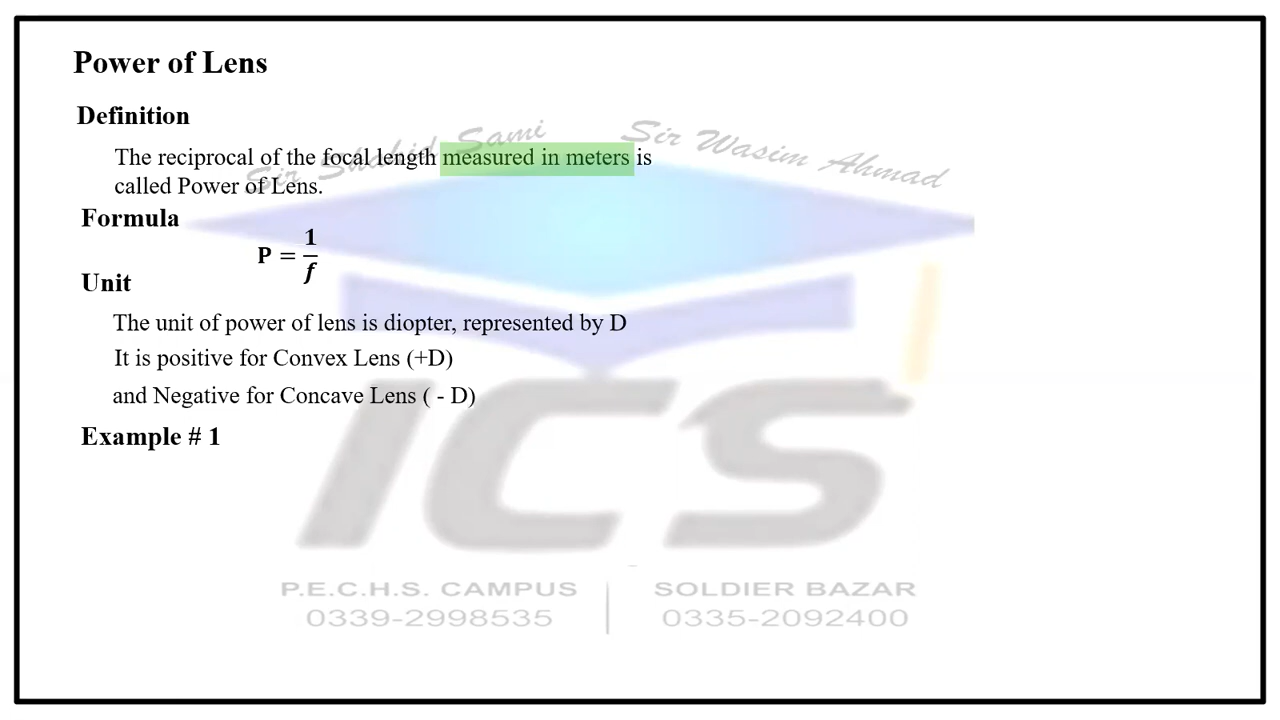 Power of Lens
Definition
Sir Shahid Sami Sir Wasim Ahmad
The reciprocal of the focal length measured in meters is
called Power of Lens.
Formula
P = 1/f
Unit
The unit of power of lens is diopter, represented by D
It is positive for Convex Lens (+D)
and Negative for Concave Lens ( - D)
Example # 1
ICS
P.E.C.H.S. CAMPUS | SOLDIER BAZAR
0339-2998535 | 0335-2092400